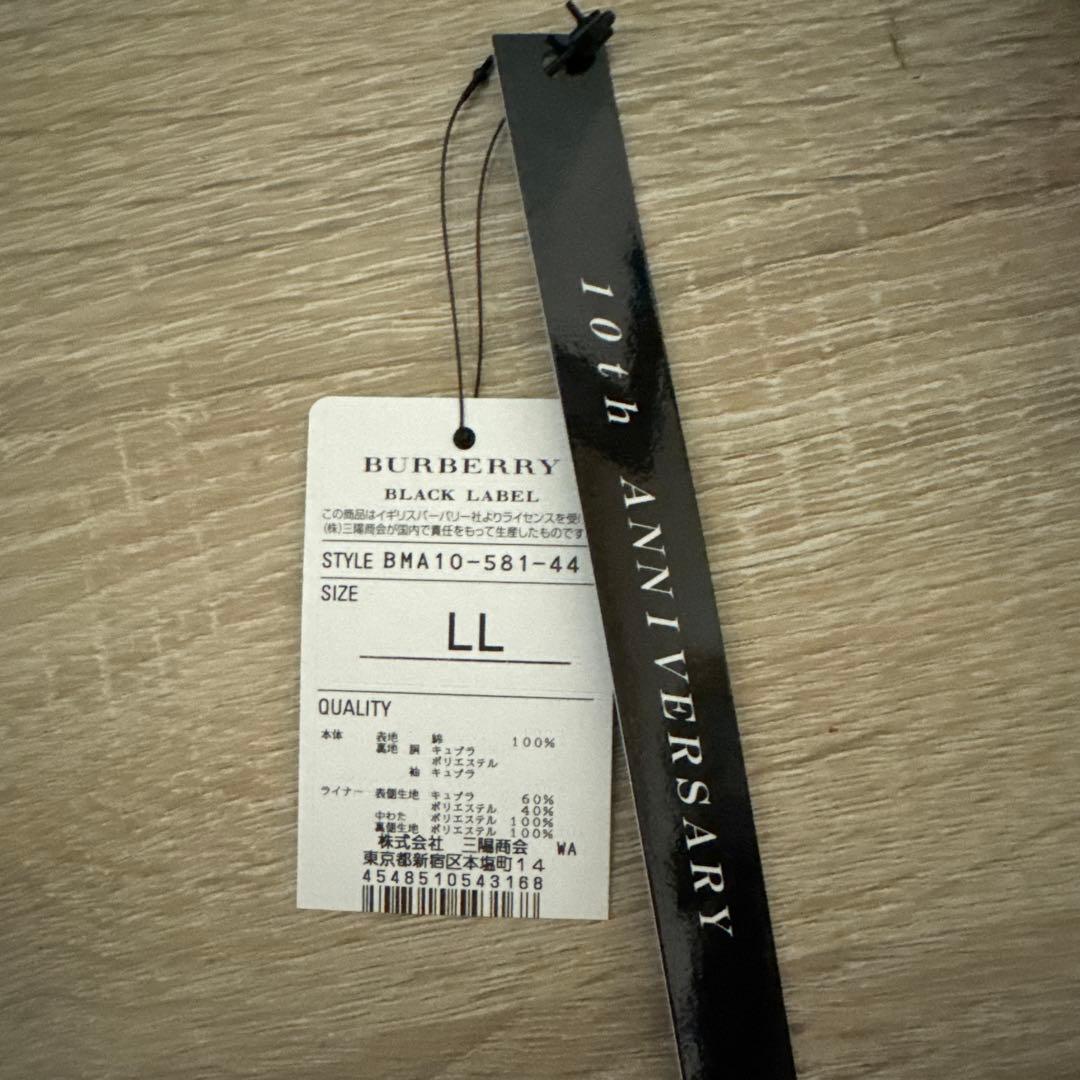 10th ANNIVERSARY
BURBERRY
BLACK LABEL
この商品はイギリスバーバリー社よりライセンスを受け
(株)三陽商会が国内で責任をもって生産したものです
STYLE BMA10-581-44
SIZE
LL
QUALITY
本体 表地 綿 100%
裏地 胴 キュプラ
ポリエステル
袖 キュプラ
ライナー 表側生地 キュプラ 60%
ポリエステル 40%
中わた ポリエステル 100%
裏側生地 ポリエステル 100%
株式会社 三陽商会 WA
東京都新宿区本塩町14
4548510543168